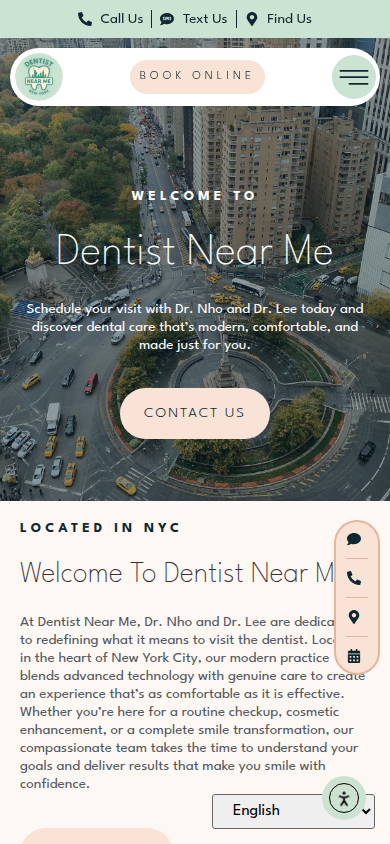 Call Us
Text Us
Find Us
DENTIST
NEAR ME
NEW YORK
BOOK ONLINE
WELCOME TO
Dentist Near Me
Schedule your visit with Dr. Nho and Dr. Lee today and
discover dental care that’s modern, comfortable, and
made just for you.
CONTACT US
LOCATED IN NYC
Welcome To Dentist Near M
At Dentist Near Me, Dr. Nho and Dr. Lee are dedica
to redefining what it means to visit the dentist. Loc
in the heart of New York City, our modern practice
blends advanced technology with genuine care to create
an experience that’s as comfortable as it is effective.
Whether you’re here for a routine checkup, cosmetic
enhancement, or a complete smile transformation, our
compassionate team takes the time to understand your
goals and deliver results that make you smile with
confidence.
English